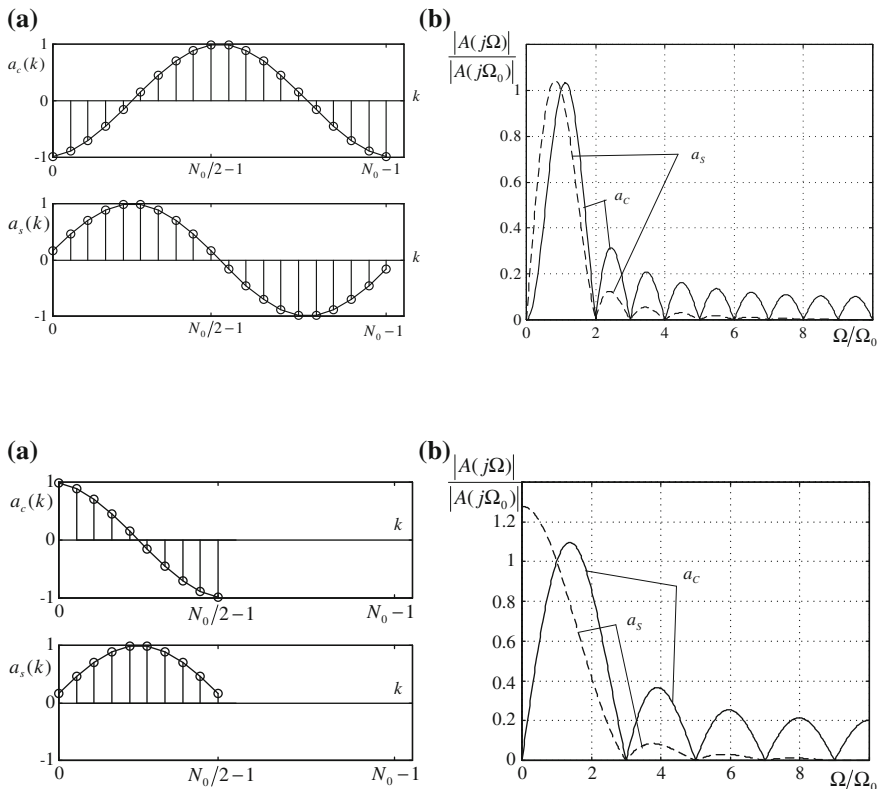 (a)
1
a_c(k)
0
k
-1
0
N_0/2−1
N_0−1
1
a_s(k)
0
k
-1
0
N_0/2−1
N_0−1
(b)
|A(jΩ)|
|A(jΩ_0)|
1
0.8
0.6
0.4
0.2
0
0
2
4
6
8
Ω/Ω_0
a_s
a_c
(a)
1
a_c(k)
0
k
-1
0
N_0/2−1
N_0−1
1
a_s(k)
0
k
-1
0
N_0/2−1
N_0−1
(b)
|A(jΩ)|
|A(jΩ_0)|
1.2
1
0.8
0.6
0.4
0.2
0
0
2
4
6
8
Ω/Ω_0
a_c
a_s